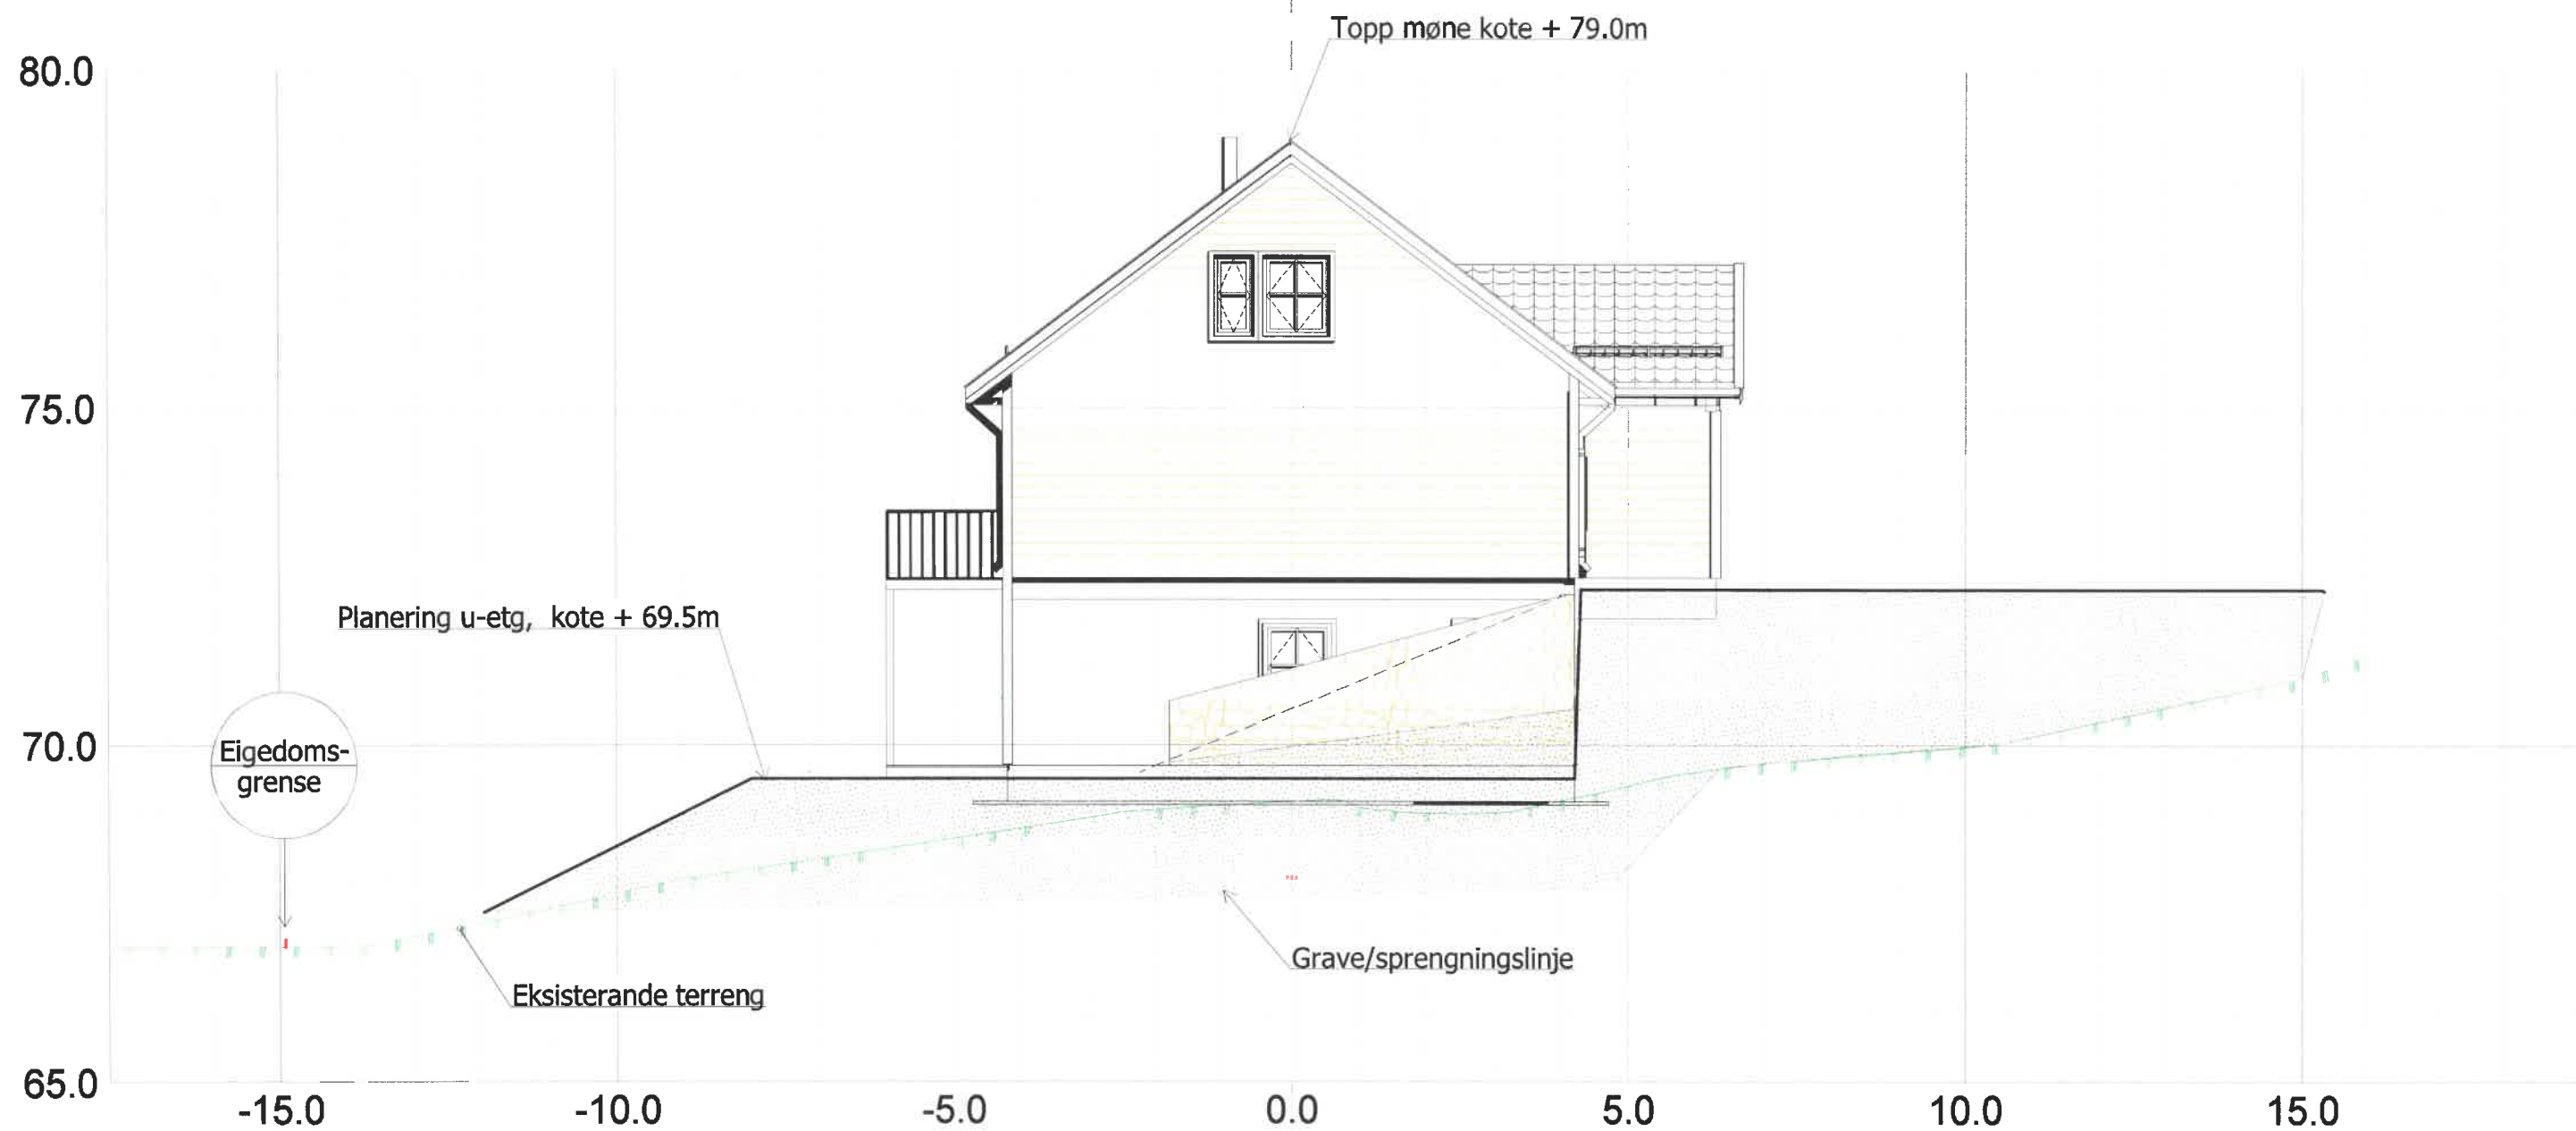 Topp møne kote + 79.0m
80.0
75.0
Planering u-etg, kote + 69.5m
70.0
Eigedoms-
grense
Grave/sprengningslinje
Eksisterande terreng
65.0
-15.0
-10.0
-5.0
0.0
5.0
10.0
15.0